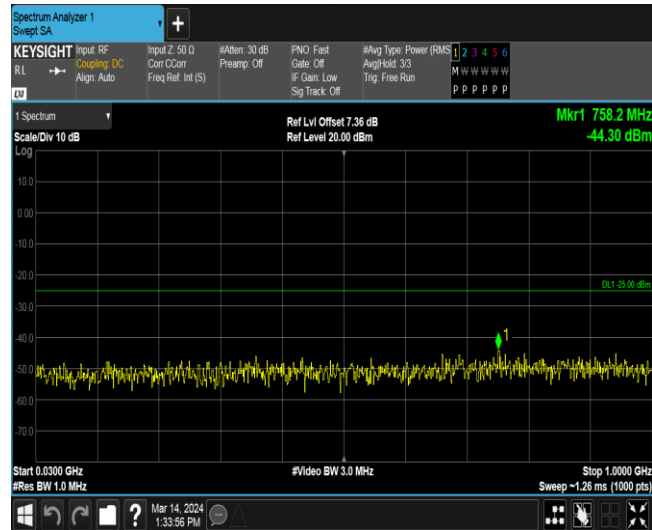 Spectrum Analyzer 1
Swept SA
+
KEYSIGHT Input: RF Input Z: 50 Ω #Atten: 30 dB PNO: Fast #Avg Type: Power (RMS 1 2 3 4 5 6
RL Coupling: DC Corr CCorr Preamp: Off Gate: Off Avg|Hold: 3/3 M W W W W W
Align: Auto Freq Ref: Int (S) IF Gain: Low Trig: Free Run
LXI Sig Track: Off P P P P P P
1 Spectrum Ref Lvl Offset 7.36 dB Mkr1 758.2 MHz
Scale/Div 10 dB Ref Level 20.00 dBm -44.30 dBm
Log
10.0
0.00
-10.0
-20.0
DL1 -25.00 dBm
-30.0
-40.0
1
-50.0
-60.0
-70.0
Start 0.0300 GHz #Video BW 3.0 MHz Stop 1.0000 GHz
#Res BW 1.0 MHz Sweep ~1.26 ms (1000 pts)
? Mar 14, 2024
1:33:56 PM